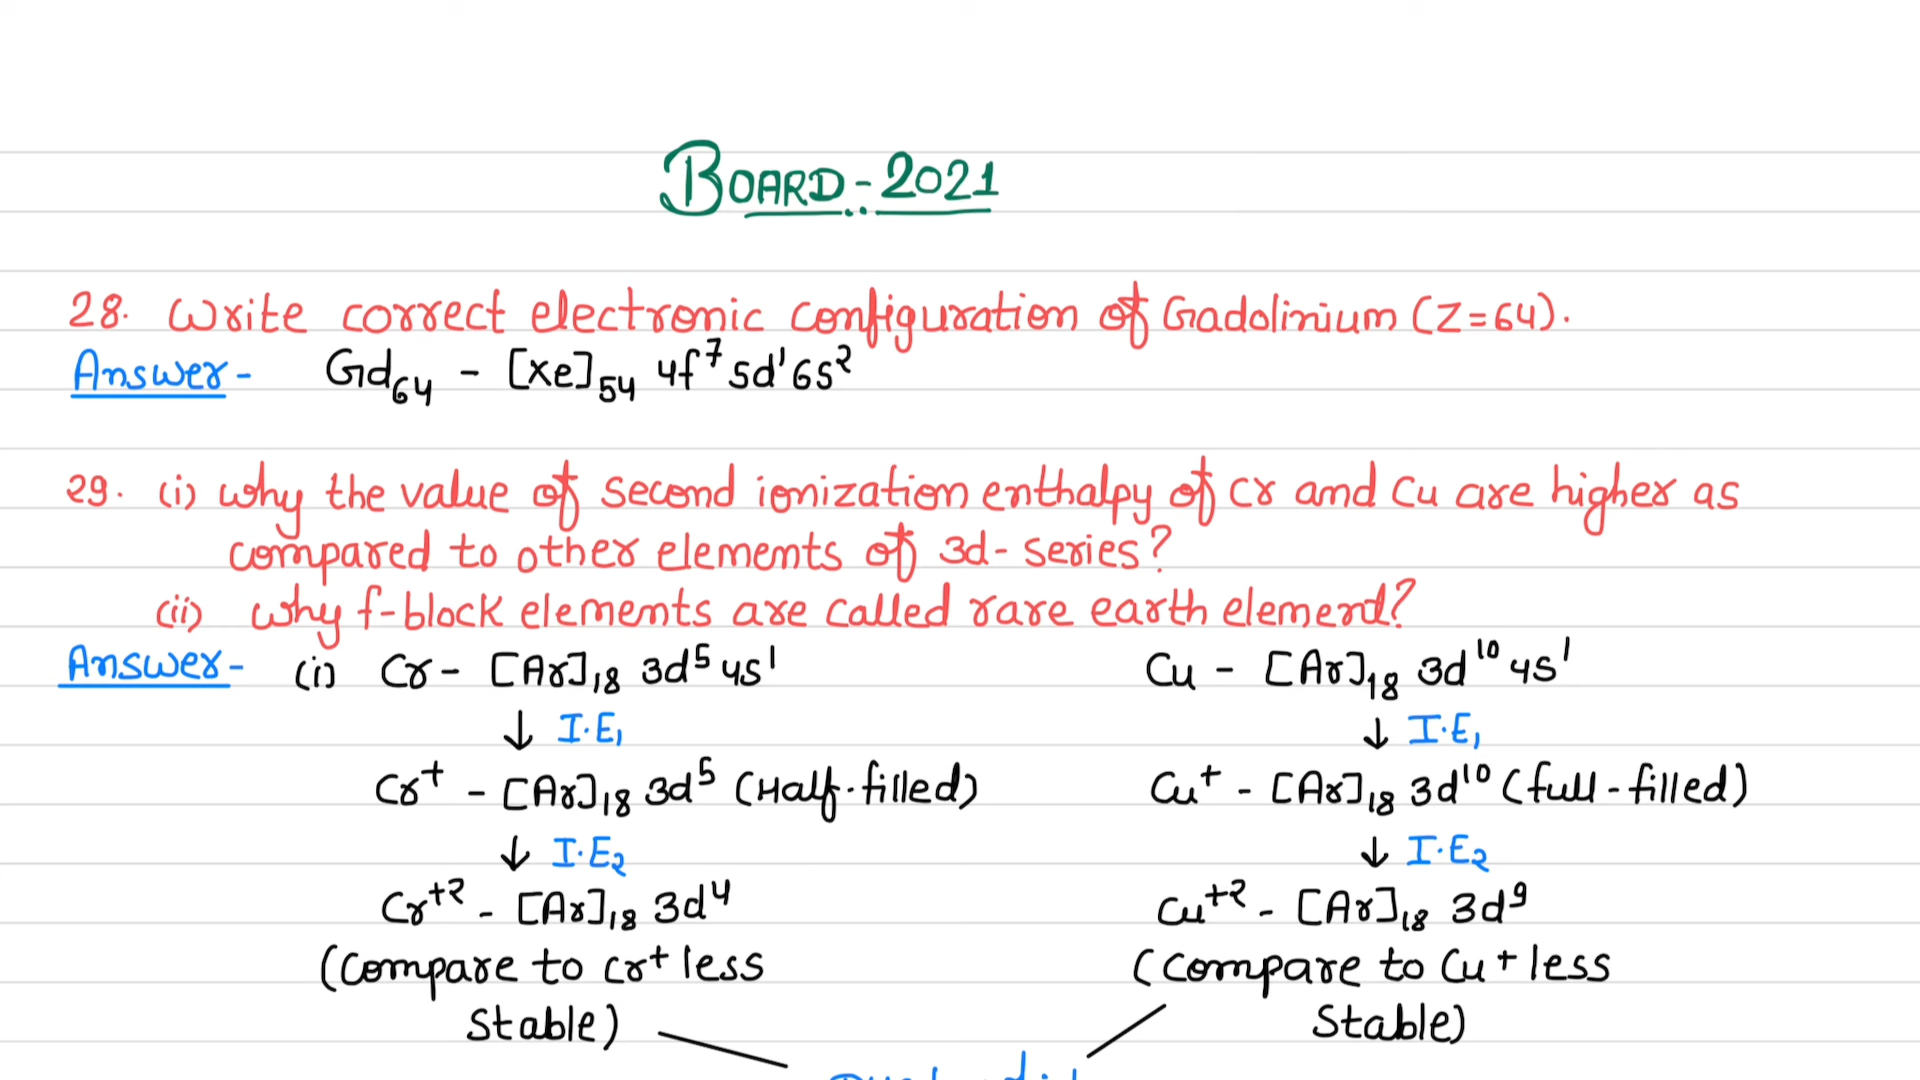 BOARD-2021
28. Write correct electronic configuration of Gadolinium (Z=64).
Answer- Gd₆₄ - [Xe]₅₄ 4f⁷5d¹6s²
29. (i) why the value of second ionization enthalpy of Cr and Cu are higher as
compared to other elements of 3d-series?
(ii) why f-block elements are called rare earth element?
Answer- (i) Cr - [Ar]₁₈ 3d⁵ 4s¹ Cu - [Ar]₁₈ 3d¹⁰ 4s¹
↓ I.E₁ ↓ I.E₁
Cr⁺ - [Ar]₁₈ 3d⁵ (Half-filled) Cu⁺ - [Ar]₁₈ 3d¹⁰ (full-filled)
↓ I.E₂ ↓ I.E₂
Cr⁺² - [Ar]₁₈ 3d⁴ Cu⁺² - [Ar]₁₈ 3d⁹
(Compare to Cr⁺ less (Compare to Cu⁺ less
Stable) Stable)